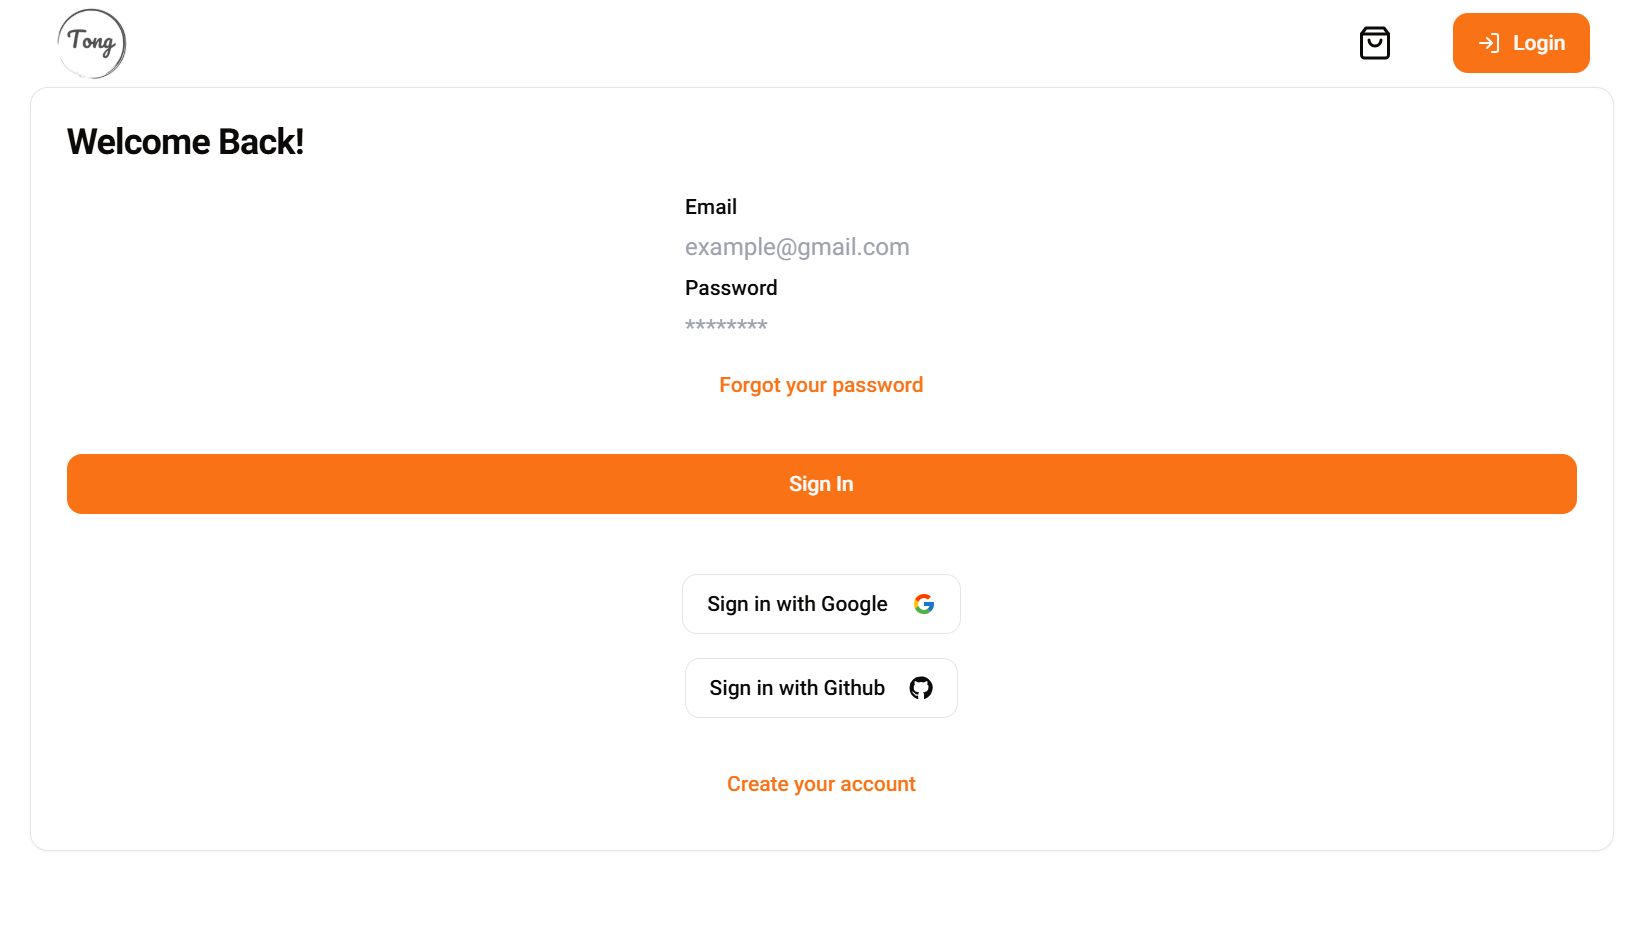 Tong
Login
Welcome Back!
Email
example@gmail.com
Password
********
Forgot your password
Sign In
Sign in with Google
Sign in with Github
Create your account